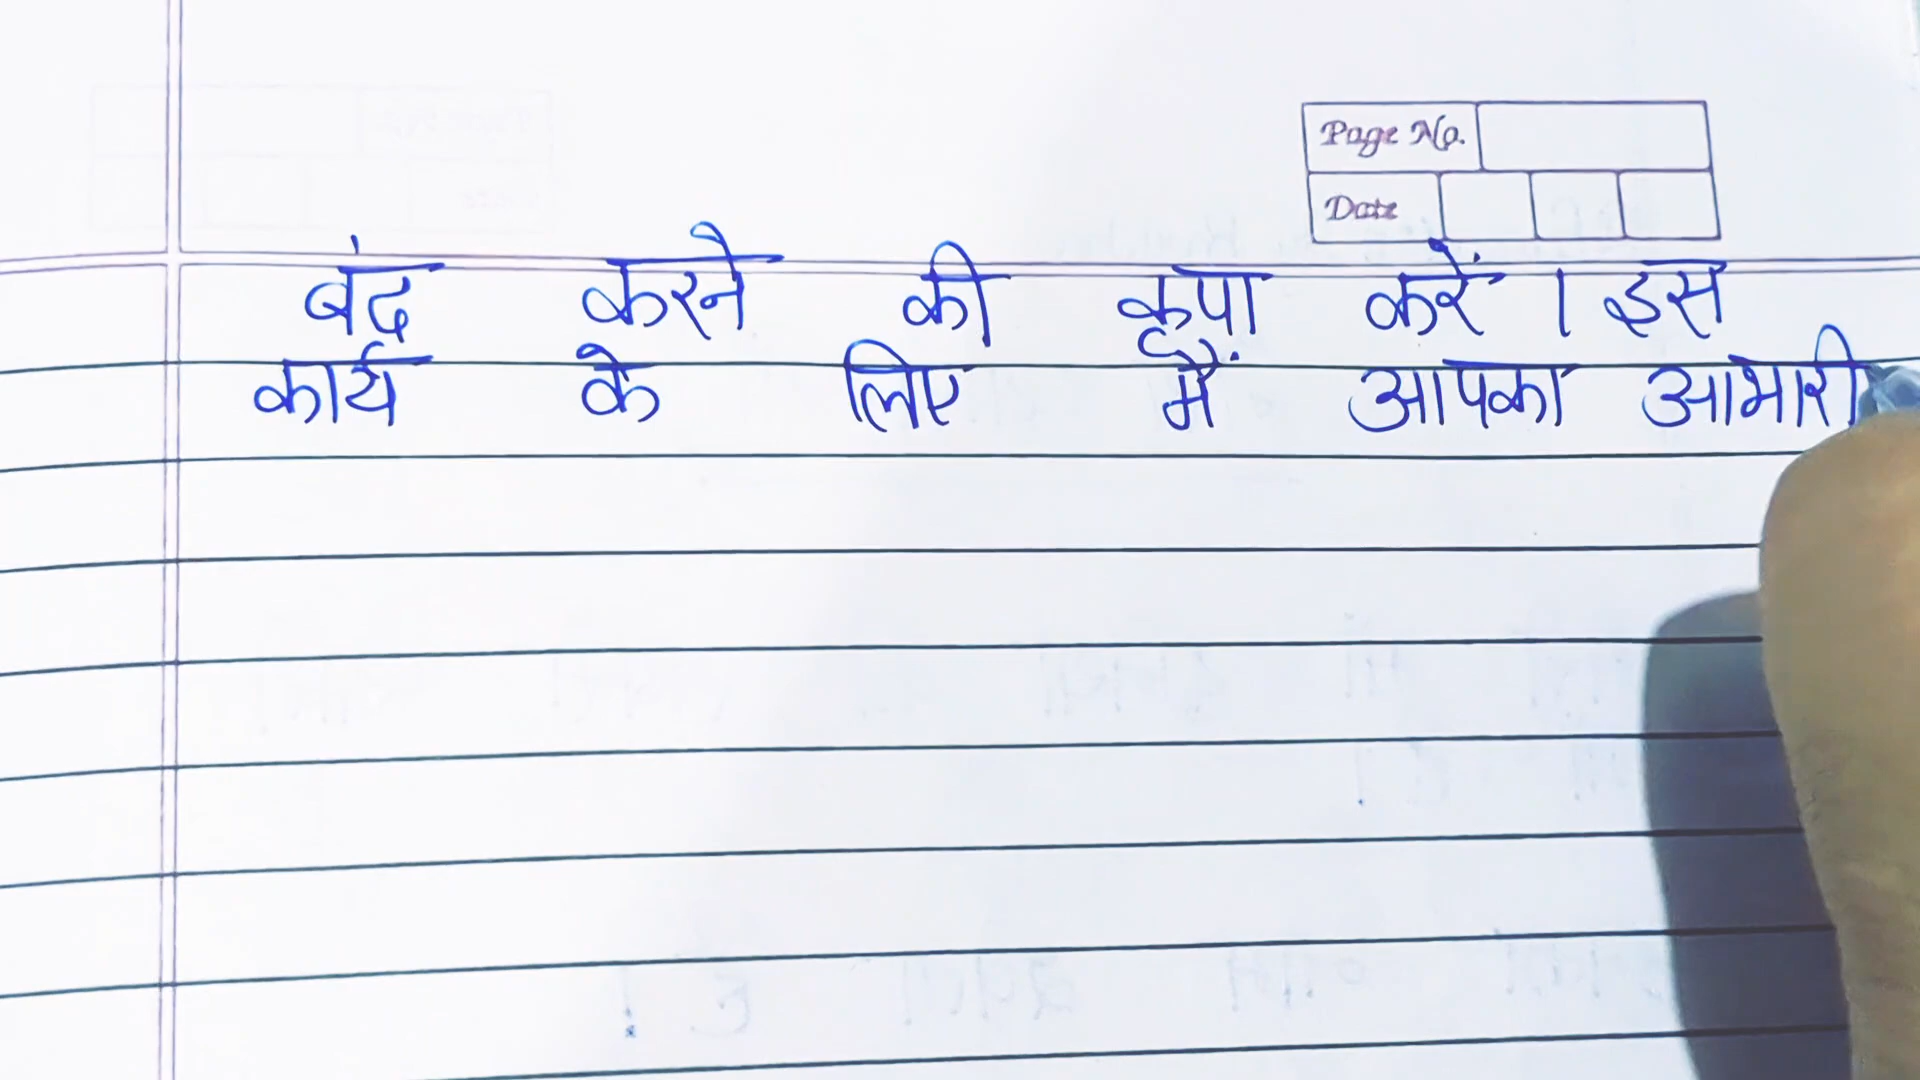 Page No.
Date
बंद करने की कृपा करें । इस
कार्य के लिए मैं आपका आभारी